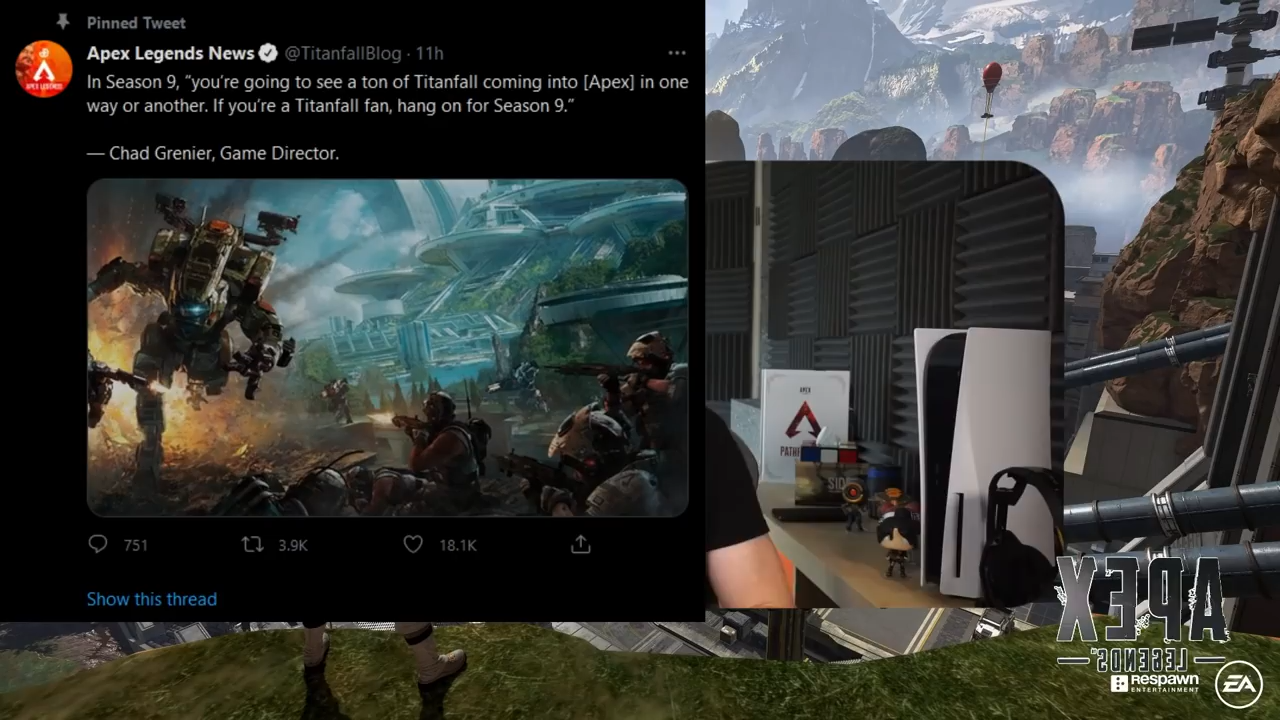 Pinned Tweet
Apex Legends News @TitanfallBlog · 11h
In Season 9, “you’re going to see a ton of Titanfall coming into [Apex] in one
way or another. If you’re a Titanfall fan, hang on for Season 9.”
— Chad Grenier, Game Director.
751
3.9K
18.1K
Show this thread
APEX
PATH
SID
APEX
LEGENDS
RESPAWN
ENTERTAINMENT
EA